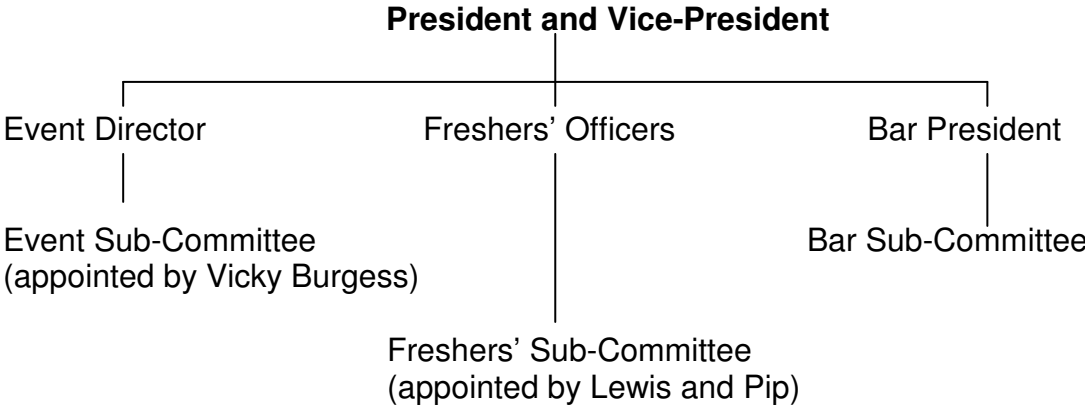 President and Vice-President
Event Director
Freshers’ Officers
Bar President
Event Sub-Committee
(appointed by Vicky Burgess)
Bar Sub-Committee
Freshers’ Sub-Committee
(appointed by Lewis and Pip)